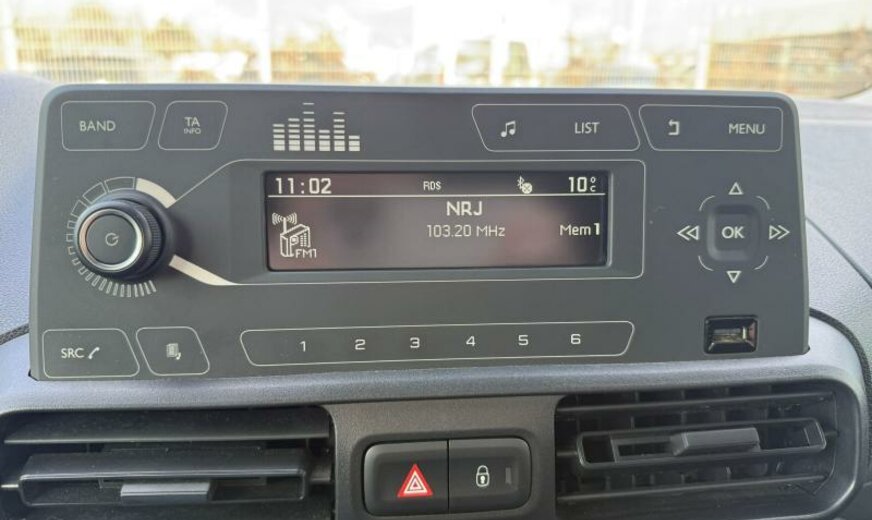 BAND
TA
INFO
LIST
MENU
11:02
RDS
10°C
NRJ
103.20 MHz
Mem 1
FM1
OK
SRC
1 2 3 4 5 6